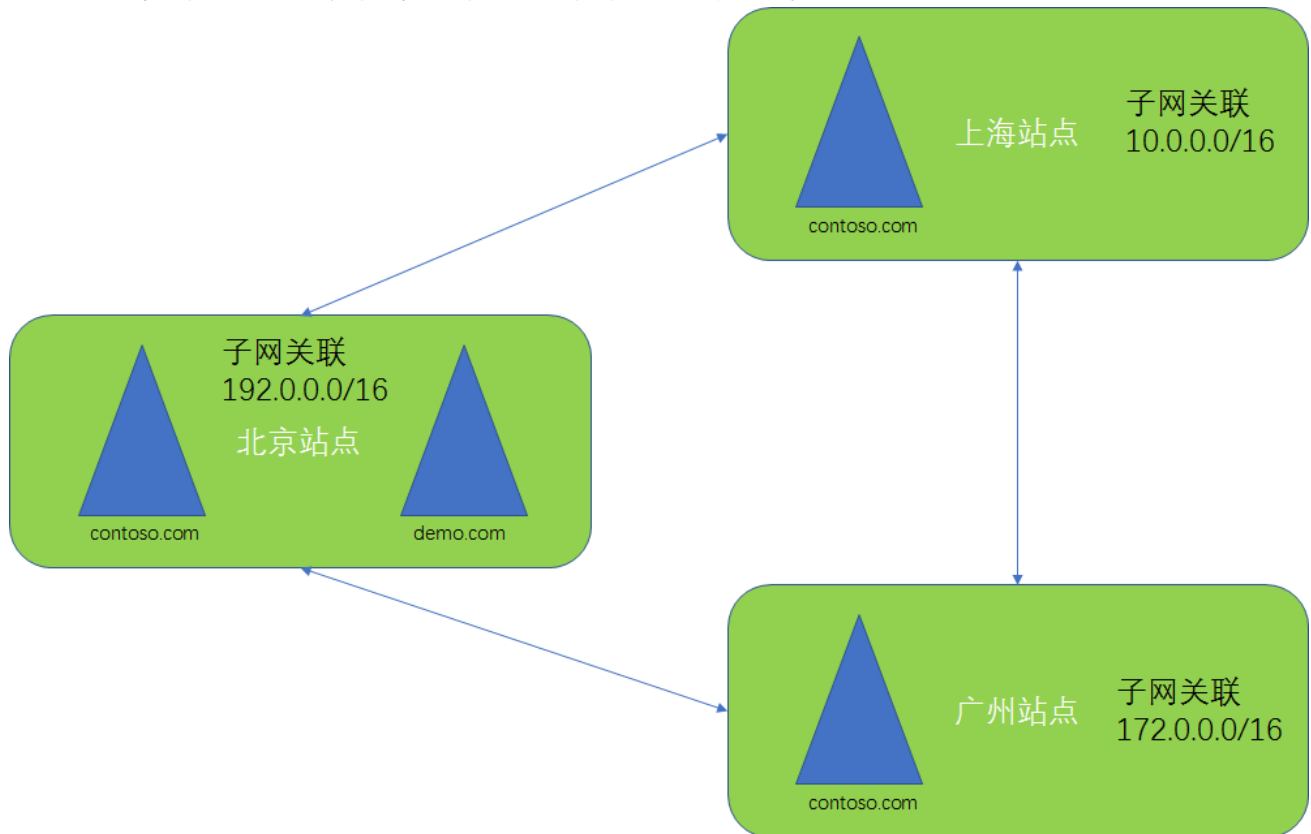 子网关联
10.0.0.0/16
上海站点
contoso.com
子网关联
192.0.0.0/16
北京站点
contoso.com
demo.com
子网关联
172.0.0.0/16
广州站点
contoso.com